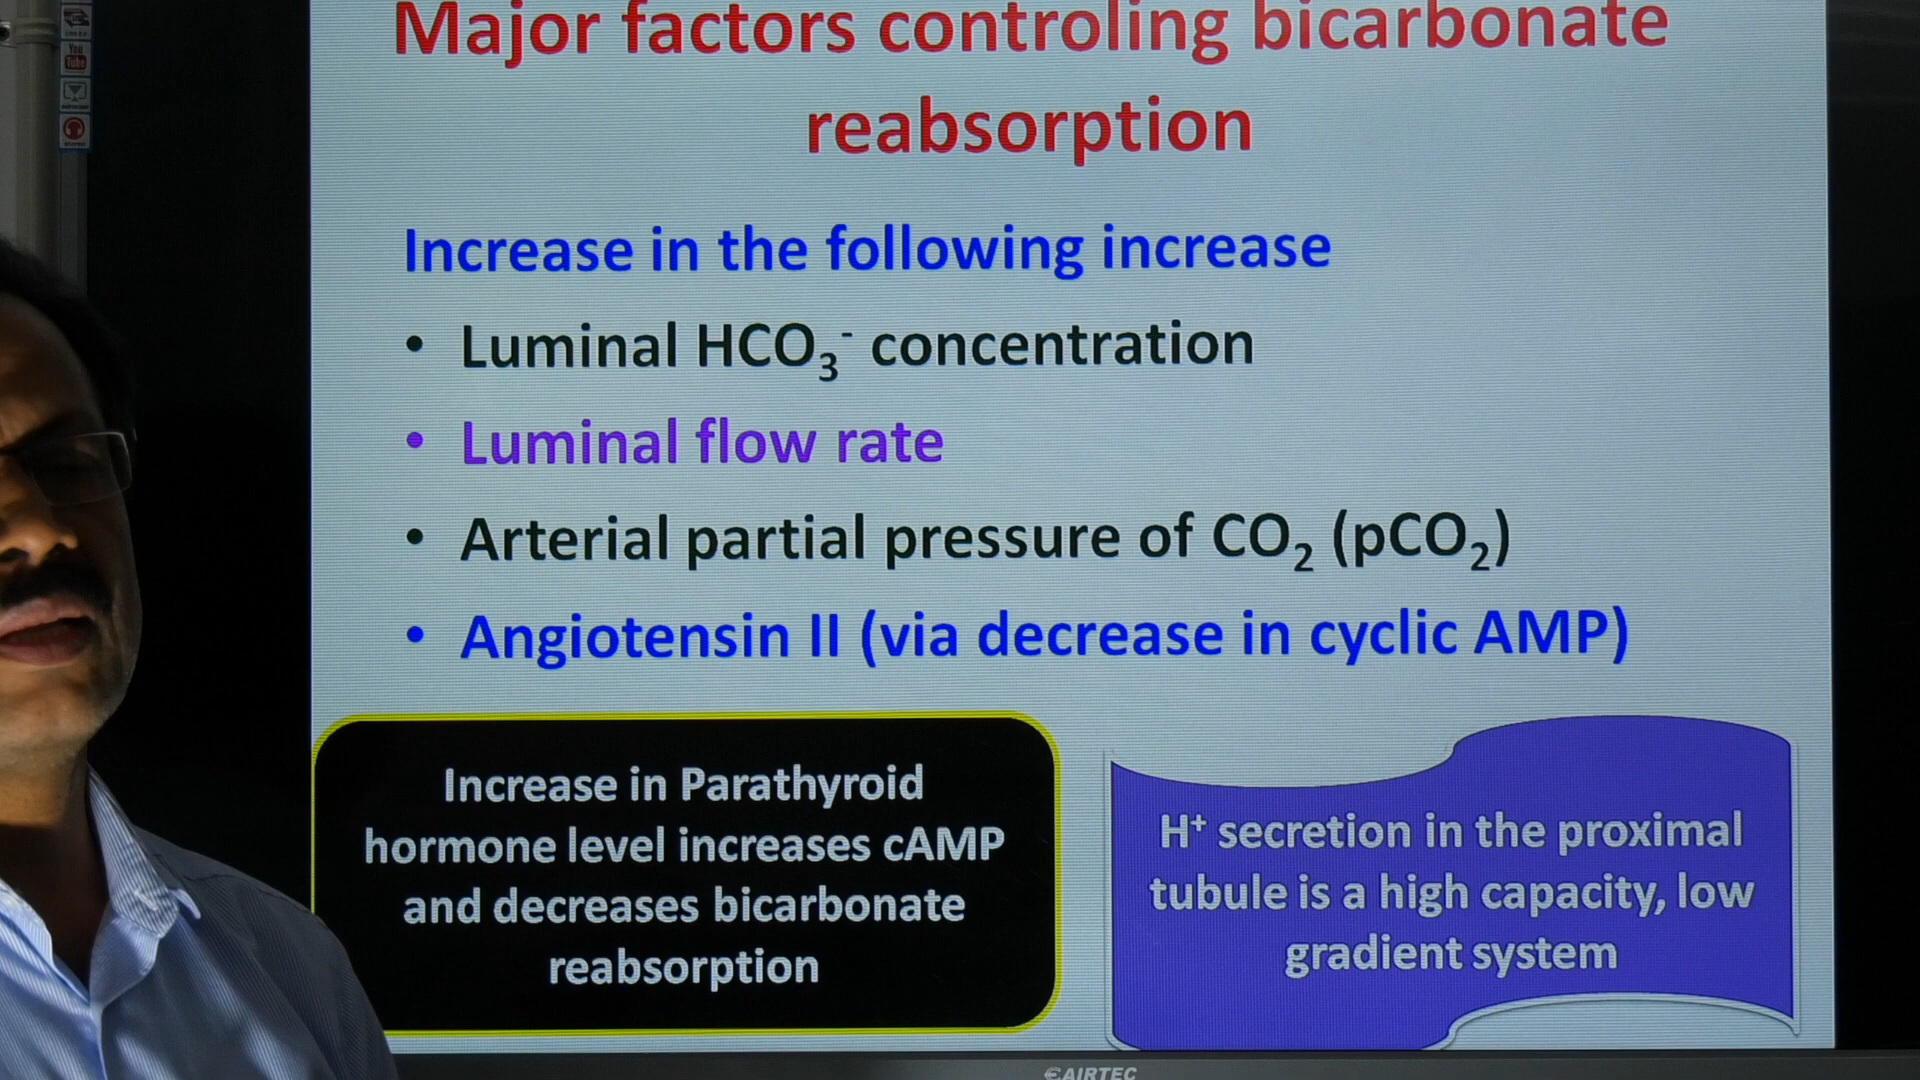 You
Tube
Major factors controling bicarbonate
reabsorption
Increase in the following increase
• Luminal HCO₃⁻ concentration
• Luminal flow rate
• Arterial partial pressure of CO₂ (pCO₂)
• Angiotensin II (via decrease in cyclic AMP)
Increase in Parathyroid
hormone level increases cAMP
and decreases bicarbonate
reabsorption
H⁺ secretion in the proximal
tubule is a high capacity, low
gradient system
AIRTEC